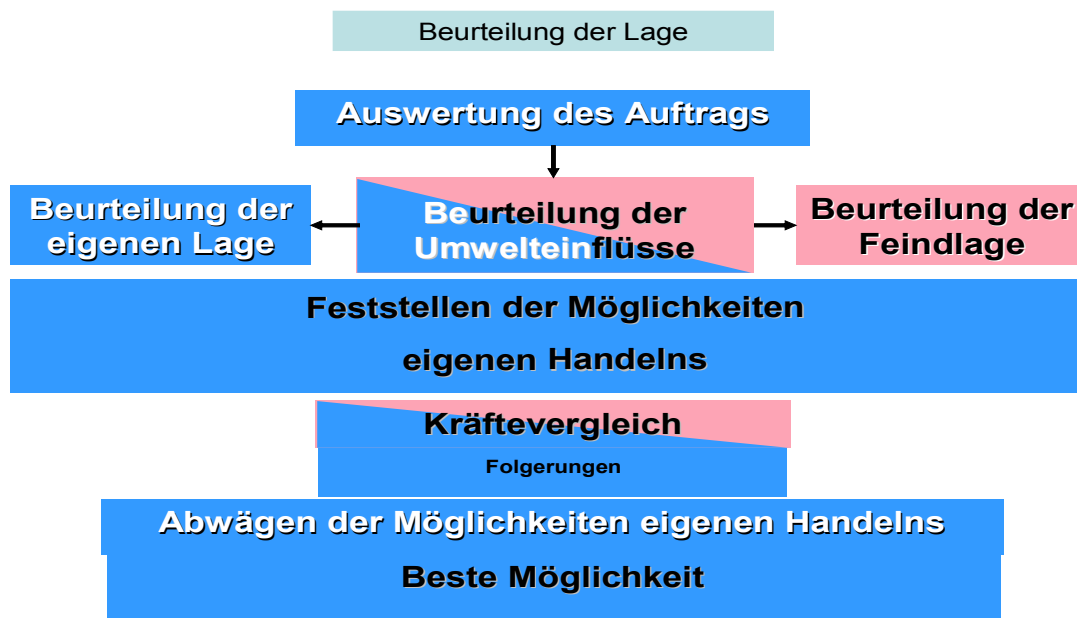 Beurteilung der Lage
Auswertung des Auftrags
Beurteilung der
eigenen Lage
Beurteilung der
Umwelteinflüsse
Beurteilung der
Feindlage
Feststellen der Möglichkeiten
eigenen Handelns
Kräftevergleich
Folgerungen
Abwägen der Möglichkeiten eigenen Handelns
Beste Möglichkeit